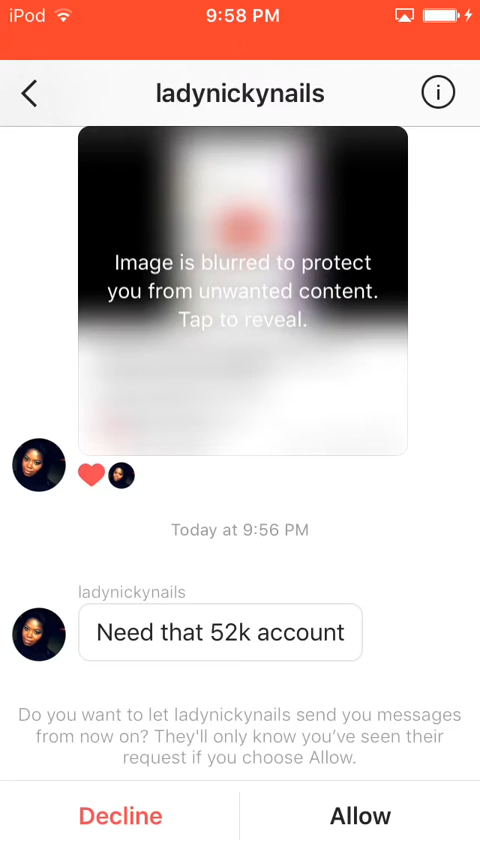 iPod 9:58 PM
ladynickynails
Image is blurred to protect
you from unwanted content.
Tap to reveal.
Today at 9:56 PM
ladynickynails
Need that 52k account
Do you want to let ladynickynails send you messages
from now on? They'll only know you've seen their
request if you choose Allow.
Decline Allow